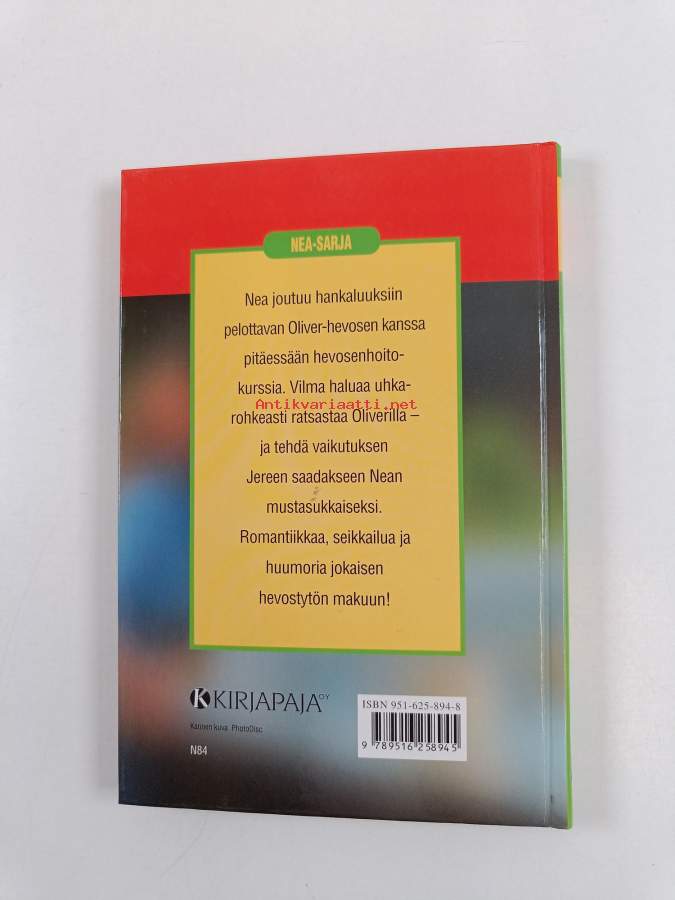 NEA-SARJA
Nea joutuu hankaluuksiin
pelottavan Oliver-hevosen kanssa
pitäessään hevosenhoito-
kurssia. Vilma haluaa uhka-
Antikvariaatti.net
rohkeasti ratsastaa Oliverilla –
ja tehdä vaikutuksen
Jereen saadakseen Nean
mustasukkaiseksi.
Romantiikkaa, seikkailua ja
huumoria jokaisen
hevostytön makuun!
KIRJAPAJA OY
Kannen kuva PhotoDisc
N84
ISBN 951-625-894-8
9 789516 258945